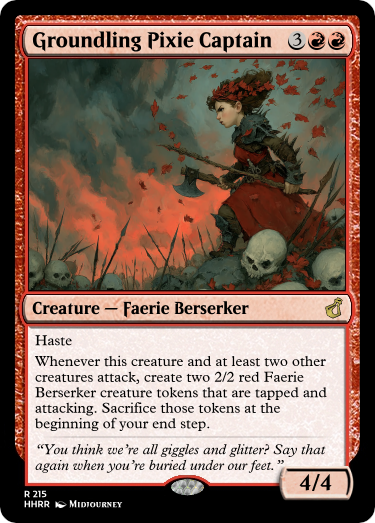 Groundling Pixie Captain 3
Creature — Faerie Berserker
Haste
Whenever this creature and at least two other
creatures attack, create two 2/2 red Faerie
Berserker creature tokens that are tapped and
attacking. Sacrifice those tokens at the
beginning of your end step.
“You think we’re all giggles and glitter? Say that
again when you’re buried under our feet.”
4/4
R 215
HHRR Midjourney